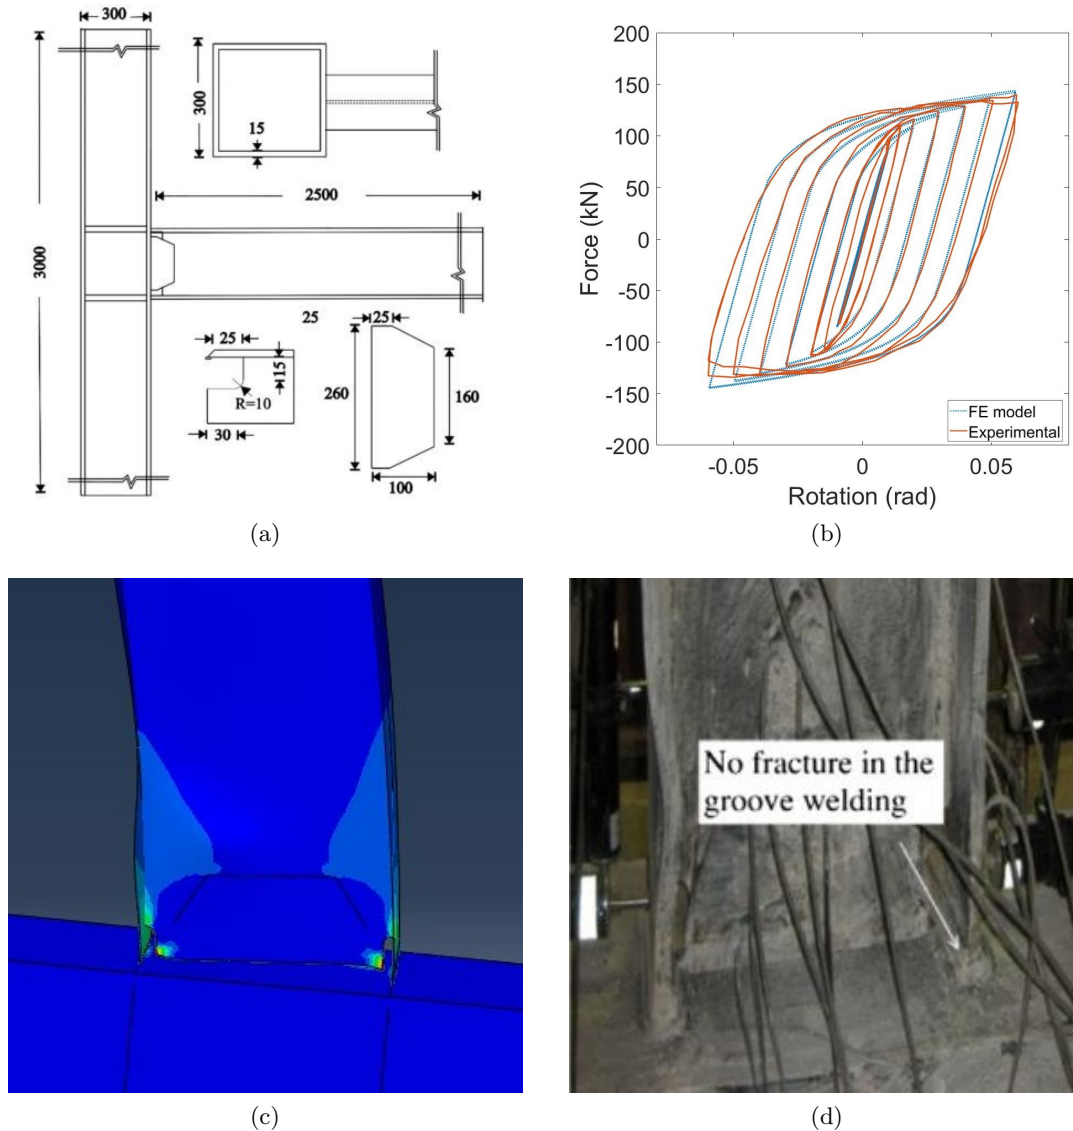 300
3000
300
15
2500
25
25
15
R=10
30
25
260
160
100
(a)
200
150
100
50
0
-50
-100
-150
-200
Force (kN)
-0.05
0
0.05
Rotation (rad)
FE model
Experimental
(b)
(c)
No fracture in the
groove welding
(d)